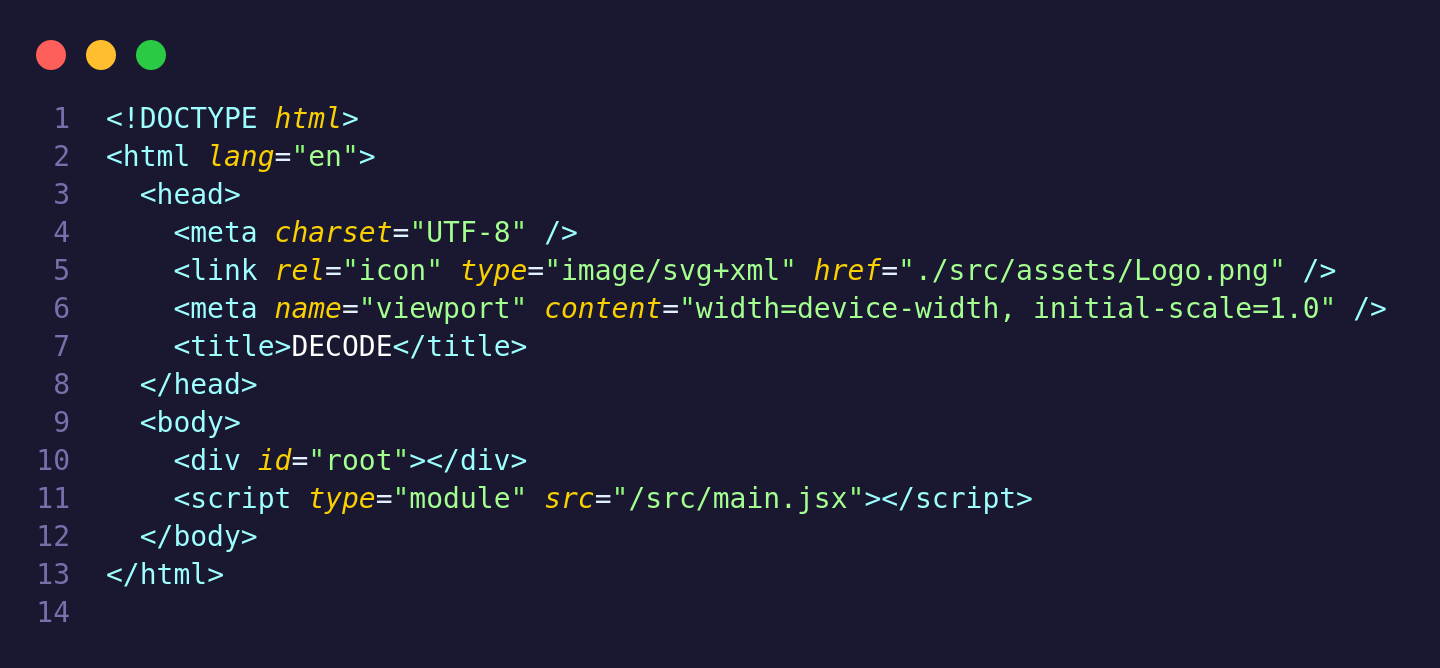 1 <!DOCTYPE html>
2 <html lang="en">
3   <head>
4     <meta charset="UTF-8" />
5     <link rel="icon" type="image/svg+xml" href="./src/assets/Logo.png" />
6     <meta name="viewport" content="width=device-width, initial-scale=1.0" />
7     <title>DECODE</title>
8   </head>
9   <body>
10     <div id="root"></div>
11     <script type="module" src="/src/main.jsx"></script>
12   </body>
13 </html>
14